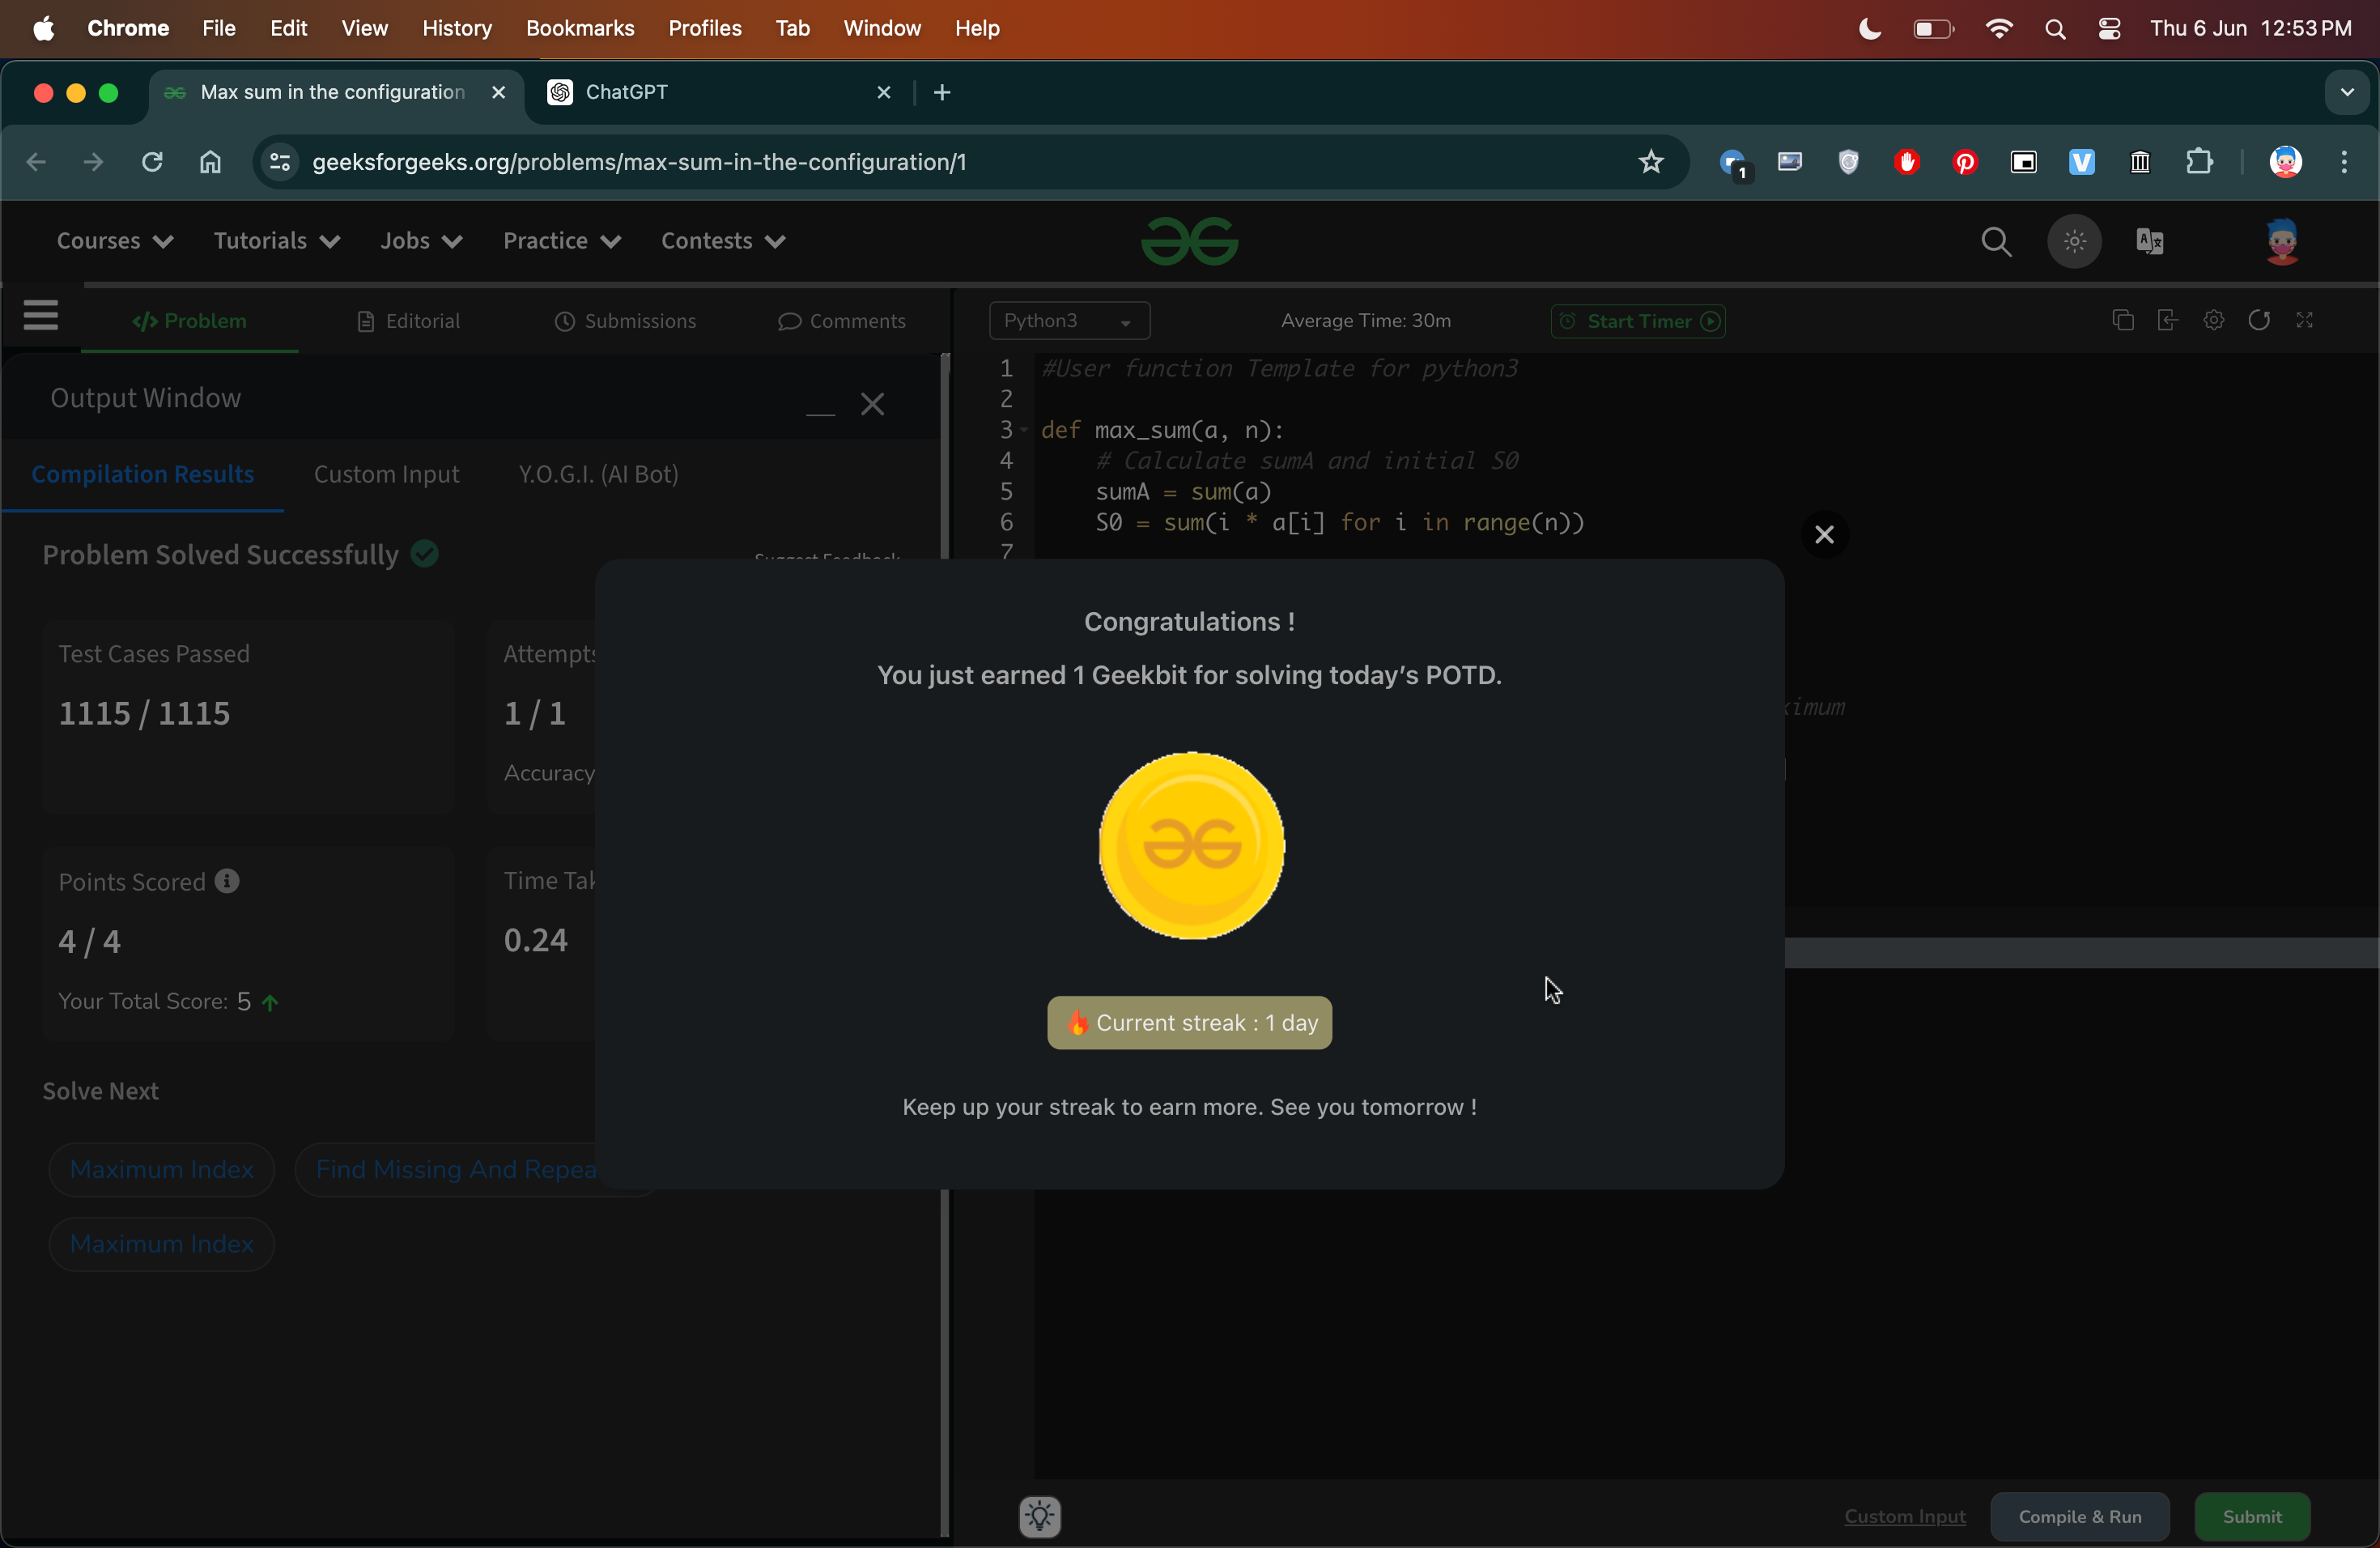 Chrome File Edit View History Bookmarks Profiles Tab Window Help Thu 6 Jun 12:53 PM
Max sum in the configuration ChatGPT
geeksforgeeks.org/problems/max-sum-in-the-configuration/1 1
Courses Tutorials Jobs Practice Contests
Problem Editorial Submissions Comments
Output Window
Compilation Results Custom Input Y.O.G.I. (AI Bot)
Problem Solved Successfully
Suggest Feedback
Test Cases Passed
1115 / 1115
Attempts
1 / 1
Accuracy
Points Scored
4 / 4
Your Total Score: 5
Time Tak
0.24
Solve Next
Maximum Index Find Missing And Repea
Maximum Index
Python3 Average Time: 30m Start Timer
1 #User function Template for python3
2
3 def max_sum(a, n):
4 # Calculate sumA and initial S0
5 sumA = sum(a)
6 S0 = sum(i * a[i] for i in range(n))
7
ximum
Congratulations !
You just earned 1 Geekbit for solving today’s POTD.
Current streak : 1 day
Keep up your streak to earn more. See you tomorrow !
Custom Input Compile & Run Submit